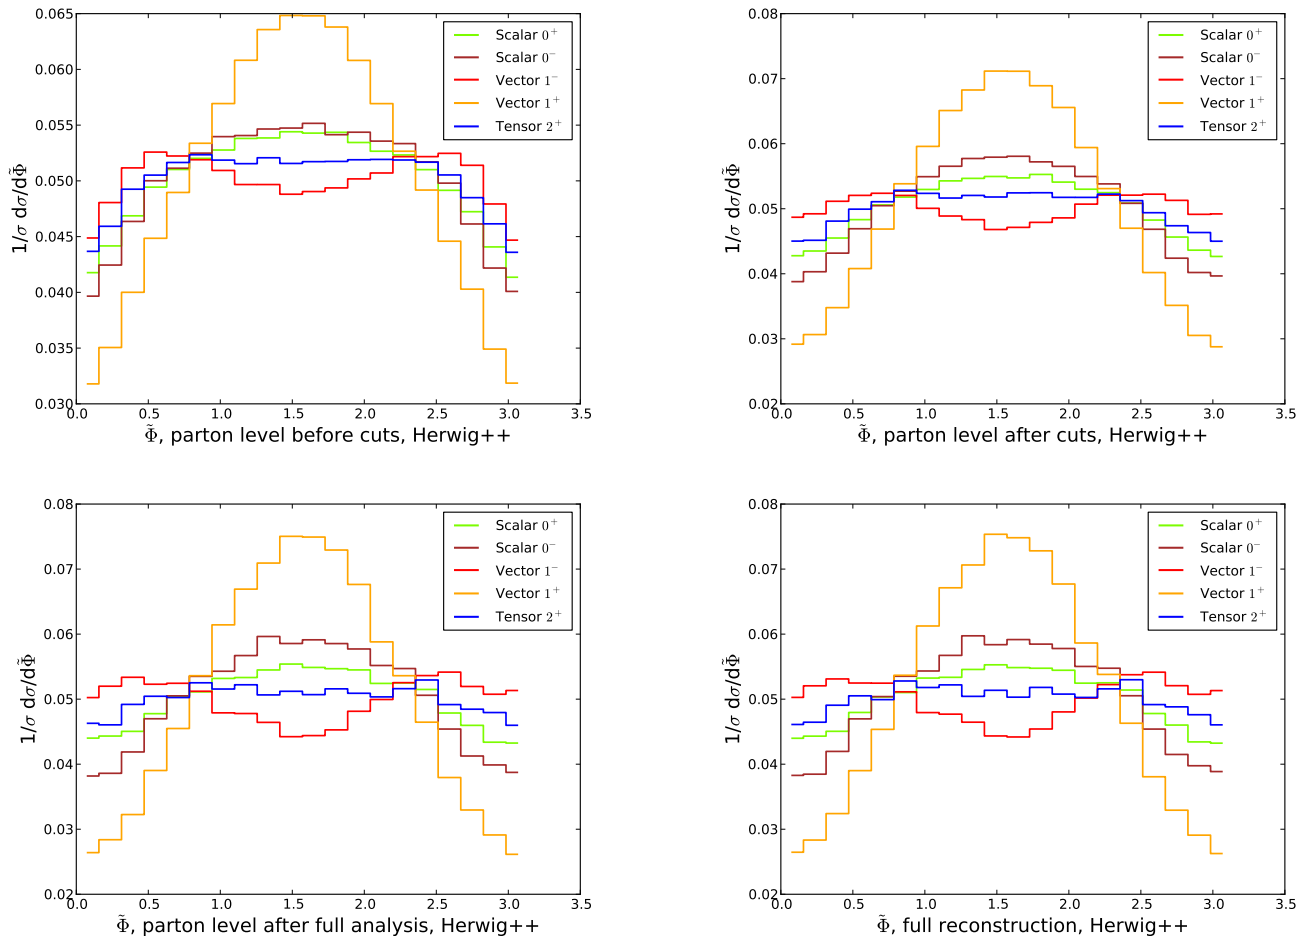 0.065
0.060
0.055
0.050
0.045
0.040
0.035
0.030
1/σ dσ/dΦ̃
Scalar 0⁺
Scalar 0⁻
Vector 1⁻
Vector 1⁺
Tensor 2⁺
0.0 0.5 1.0 1.5 2.0 2.5 3.0 3.5
Φ̃, parton level before cuts, Herwig++
0.08
0.07
0.06
0.05
0.04
0.03
0.02
1/σ dσ/dΦ̃
Scalar 0⁺
Scalar 0⁻
Vector 1⁻
Vector 1⁺
Tensor 2⁺
0.0 0.5 1.0 1.5 2.0 2.5 3.0 3.5
Φ̃, parton level after cuts, Herwig++
0.08
0.07
0.06
0.05
0.04
0.03
0.02
1/σ dσ/dΦ̃
Scalar 0⁺
Scalar 0⁻
Vector 1⁻
Vector 1⁺
Tensor 2⁺
0.0 0.5 1.0 1.5 2.0 2.5 3.0 3.5
Φ̃, parton level after full analysis, Herwig++
0.08
0.07
0.06
0.05
0.04
0.03
0.02
1/σ dσ/dΦ̃
Scalar 0⁺
Scalar 0⁻
Vector 1⁻
Vector 1⁺
Tensor 2⁺
0.0 0.5 1.0 1.5 2.0 2.5 3.0 3.5
Φ̃, full reconstruction, Herwig++